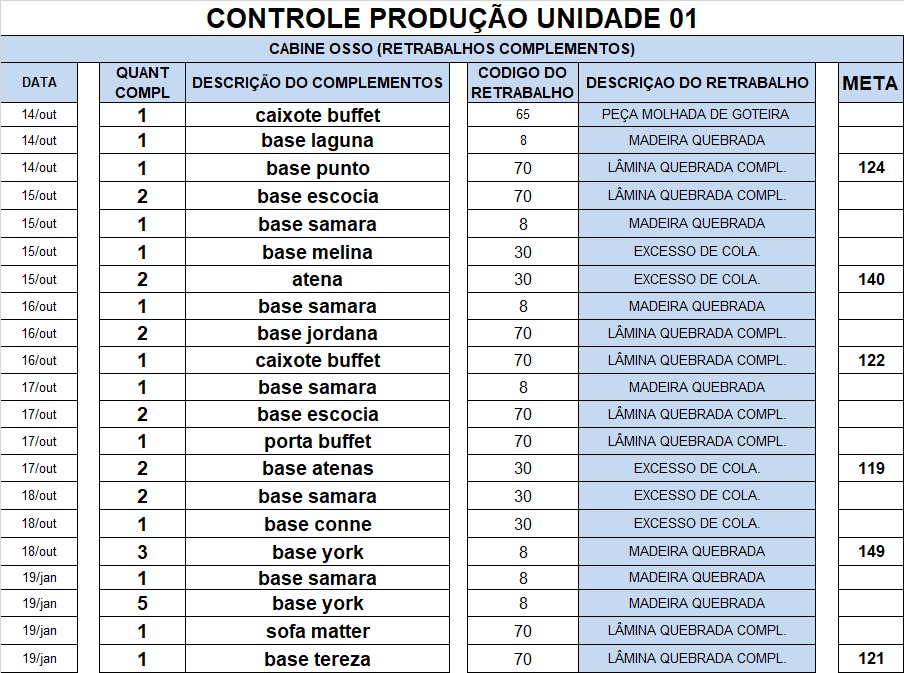 CONTROLE PRODUÇÃO UNIDADE 01
CABINE OSSO (RETRABALHOS COMPLEMENTOS)
DATA QUANT COMPL DESCRIÇÃO DO COMPLEMENTOS CODIGO DO RETRABALHO DESCRIÇAO DO RETRABALHO META
14/out 1 caixote buffet 65 PEÇA MOLHADA DE GOTEIRA
14/out 1 base laguna 8 MADEIRA QUEBRADA
14/out 1 base punto 70 LÂMINA QUEBRADA COMPL. 124
15/out 2 base escocia 70 LÂMINA QUEBRADA COMPL.
15/out 1 base samara 8 MADEIRA QUEBRADA
15/out 1 base melina 30 EXCESSO DE COLA.
15/out 2 atena 30 EXCESSO DE COLA. 140
16/out 1 base samara 8 MADEIRA QUEBRADA
16/out 2 base jordana 70 LÂMINA QUEBRADA COMPL.
16/out 1 caixote buffet 70 LÂMINA QUEBRADA COMPL. 122
17/out 1 base samara 8 MADEIRA QUEBRADA
17/out 2 base escocia 70 LÂMINA QUEBRADA COMPL.
17/out 1 porta buffet 70 LÂMINA QUEBRADA COMPL.
17/out 2 base atenas 30 EXCESSO DE COLA. 119
18/out 2 base samara 30 EXCESSO DE COLA.
18/out 1 base conne 30 EXCESSO DE COLA.
18/out 3 base york 8 MADEIRA QUEBRADA 149
19/jan 1 base samara 8 MADEIRA QUEBRADA
19/jan 5 base york 8 MADEIRA QUEBRADA
19/jan 1 sofa matter 70 LÂMINA QUEBRADA COMPL.
19/jan 1 base tereza 70 LÂMINA QUEBRADA COMPL. 121